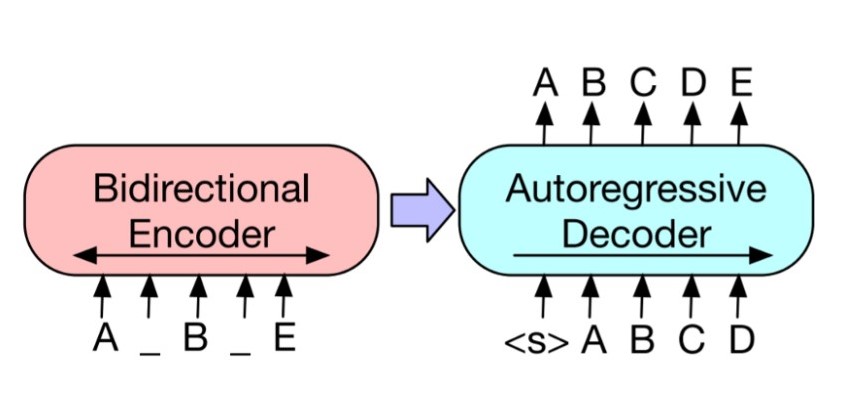 A B C D E
Bidirectional
Encoder
Autoregressive
Decoder
A _ B _ E
<s> A B C D